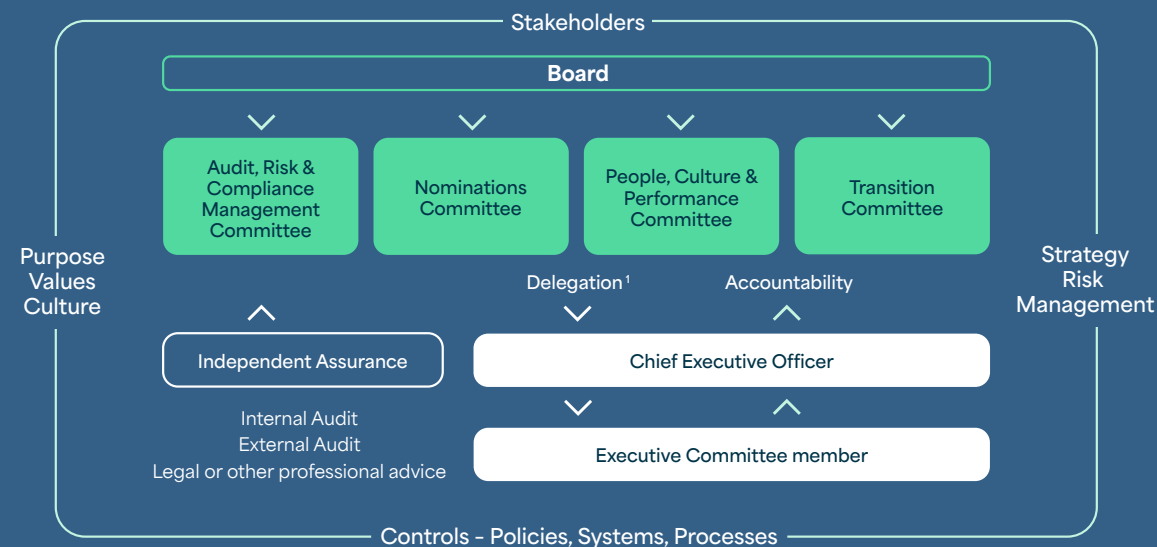 Stakeholders
Board
Audit, Risk &
Compliance
Management
Committee
Nominations
Committee
People, Culture &
Performance
Committee
Transition
Committee
Purpose
Values
Culture
Strategy
Risk
Management
Delegation¹
Accountability
Independent Assurance
Chief Executive Officer
Internal Audit
External Audit
Legal or other professional advice
Executive Committee member
Controls – Policies, Systems, Processes